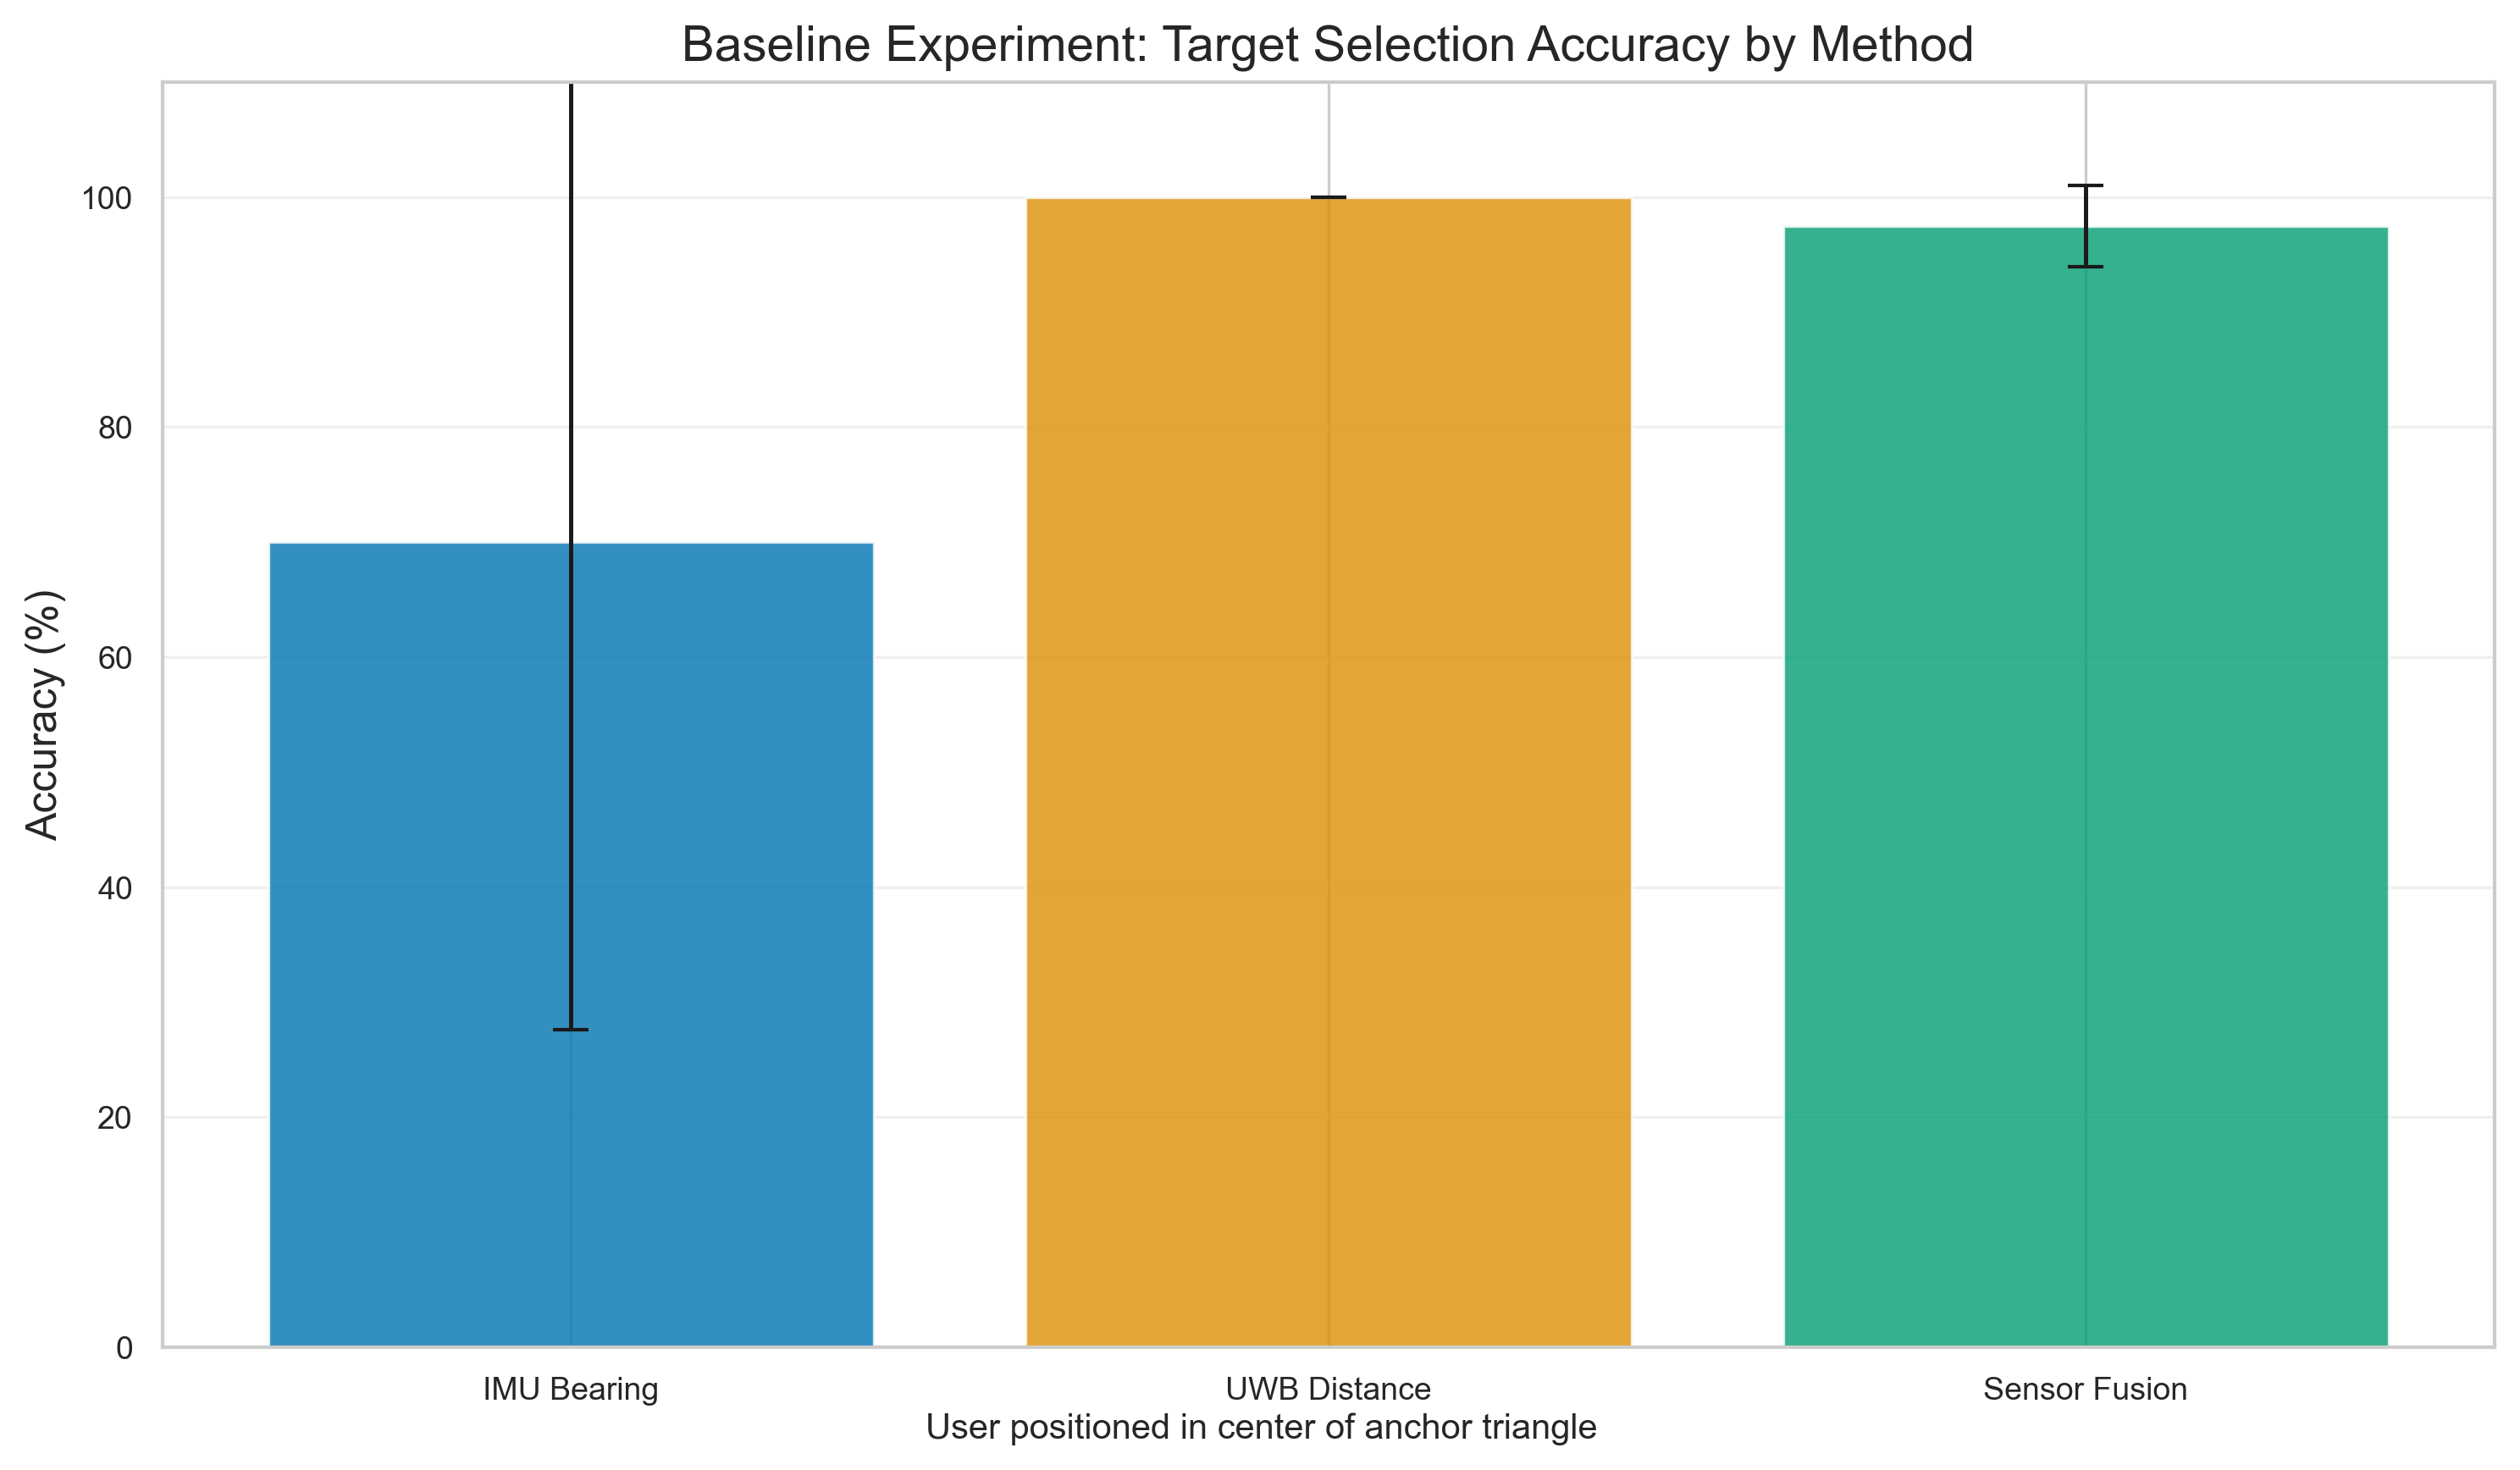 Baseline Experiment: Target Selection Accuracy by Method
Accuracy (%)
100
80
60
40
20
0
IMU Bearing
UWB Distance
Sensor Fusion
User positioned in center of anchor triangle